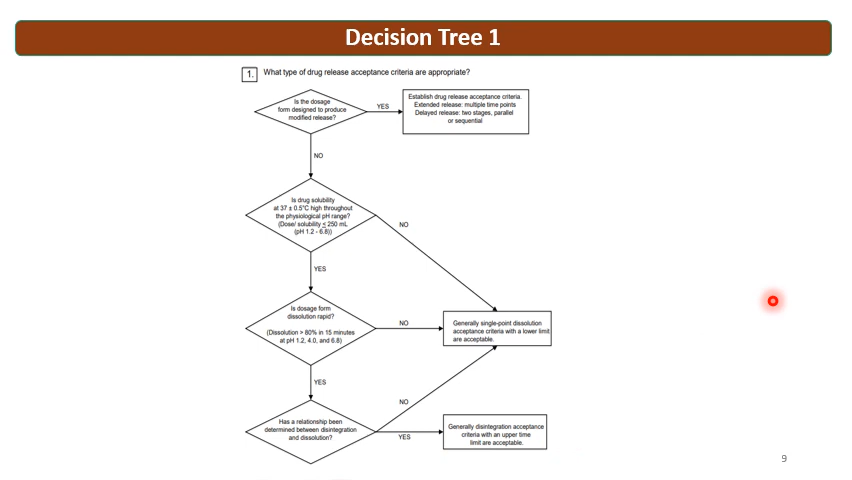 Decision Tree 1
1. What type of drug release acceptance criteria are appropriate?
Is the dosage
form designed to produce
modified release?
YES
Establish drug release acceptance criteria.
Extended release: multiple time points
Delayed release: two stages, parallel
or sequential
NO
Is drug solubility
at 37 ± 0.5°C high throughout
the physiological pH range?
(Dose/ solubility ≤ 250 mL
(pH 1.2 - 6.8))
NO
YES
Is dosage form
dissolution rapid?
(Dissolution > 80% in 15 minutes
at pH 1.2, 4.0, and 6.8)
NO
Generally single-point dissolution
acceptance criteria with a lower limit
are acceptable.
YES
NO
Has a relationship been
determined between disintegration
and dissolution?
YES
Generally disintegration acceptance
criteria with an upper time
limit are acceptable.
9